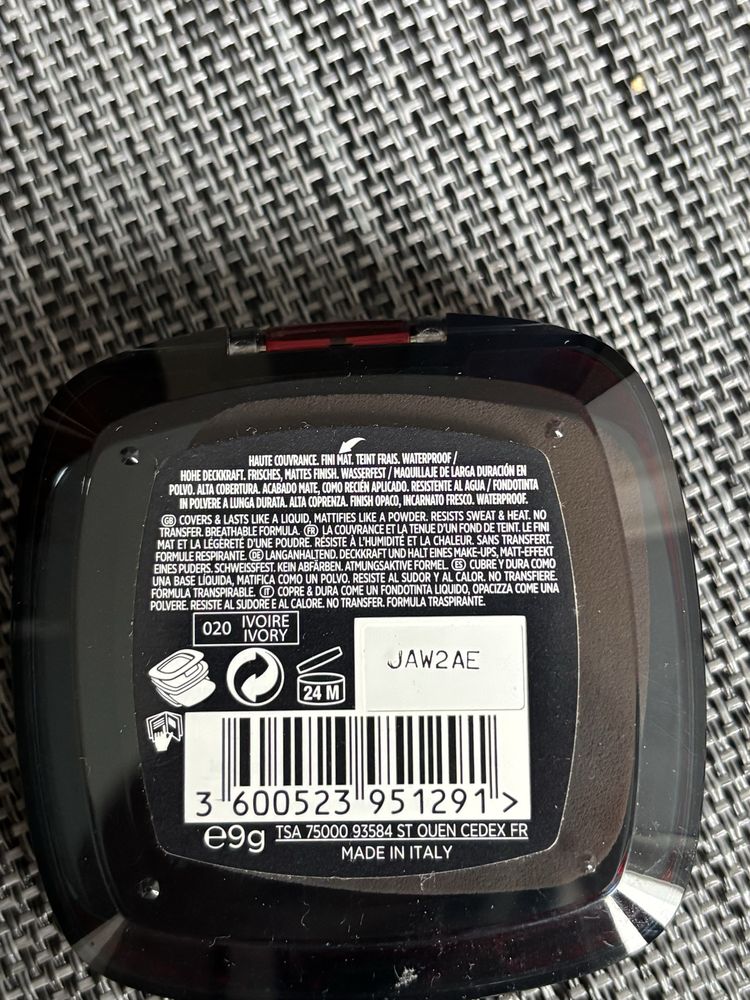 HAUTE COUVRANCE. FINI MAT. TEINT FRAIS. WATERPROOF /
HOHE DECKKRAFT. FRISCHES, MATTES FINISH. WASSERFEST / MAQUILLAJE DE LARGA DURACIÓN EN
POLVO. ALTA COBERTURA. ACABADO MATE, COMO RECIÉN APLICADO. RESISTENTE AL AGUA / FONDOTINTA
IN POLVERE A LUNGA DURATA. ALTA COPRENZA. FINISH OPACO, INCARNATO FRESCO. WATERPROOF.
GB COVERS & LASTS LIKE A LIQUID, MATTIFIES LIKE A POWDER. RESISTS SWEAT & HEAT. NO
TRANSFER. BREATHABLE FORMULA. FR LA COUVRANCE ET LA TENUE D'UN FOND DE TEINT. LE FINI
MAT ET LA LÉGÈRETÉ D'UNE POUDRE. RÉSISTE À L'HUMIDITÉ ET LA CHALEUR. SANS TRANSFERT.
FORMULE RESPIRANTE. DE LANGANHALTEND. DECKKRAFT UND HALT EINES MAKE-UPS, MATT-EFFEKT
EINES PUDERS. SCHWEISSFEST. KEIN ABFÄRBEN. ATMUNGSAKTIVE FORMEL. ES CUBRE Y DURA COMO
UNA BASE LÍQUIDA, MATIFICA COMO UN POLVO. RESISTE AL SUDOR Y AL CALOR. NO TRANSFIERE.
FÓRMULA TRANSPIRABLE. IT COPRE & DURA COME UN FONDOTINTO LIQUIDO, OPACIZZA COME UNA
POLVERE. RESISTE AL SUDORE E AL CALORE. NO TRANSFER. FORMULA TRASPIRANTE.
020 IVOIRE
IVORY
JAW2AE
24 M
3 600523 951291 >
e9g TSA 75000 93584 ST OUEN CEDEX FR
MADE IN ITALY